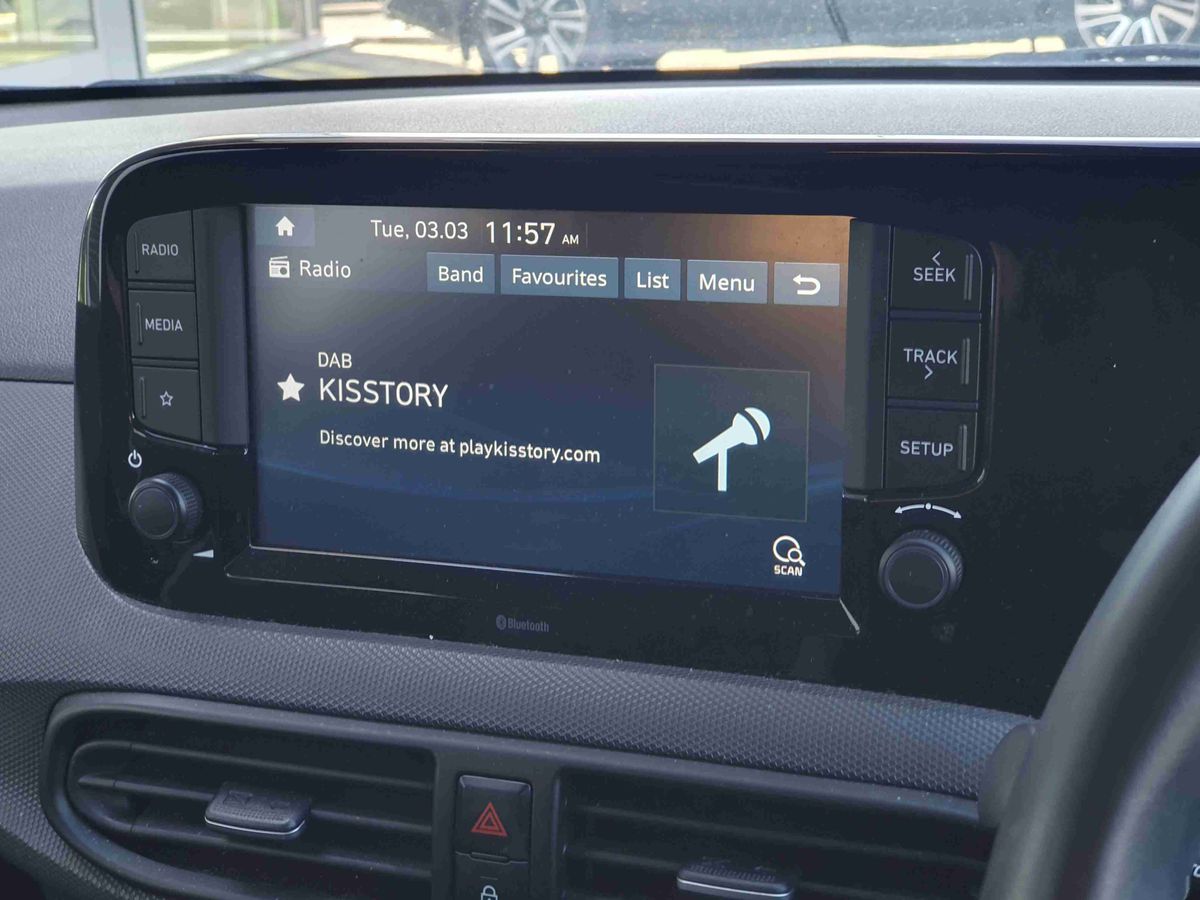 Tue, 03.03 11:57 AM
Radio
Band Favourites List Menu
DAB
KISSTORY
Discover more at playkisstory.com
SCAN
RADIO
MEDIA
SEEK
TRACK
SETUP
Bluetooth